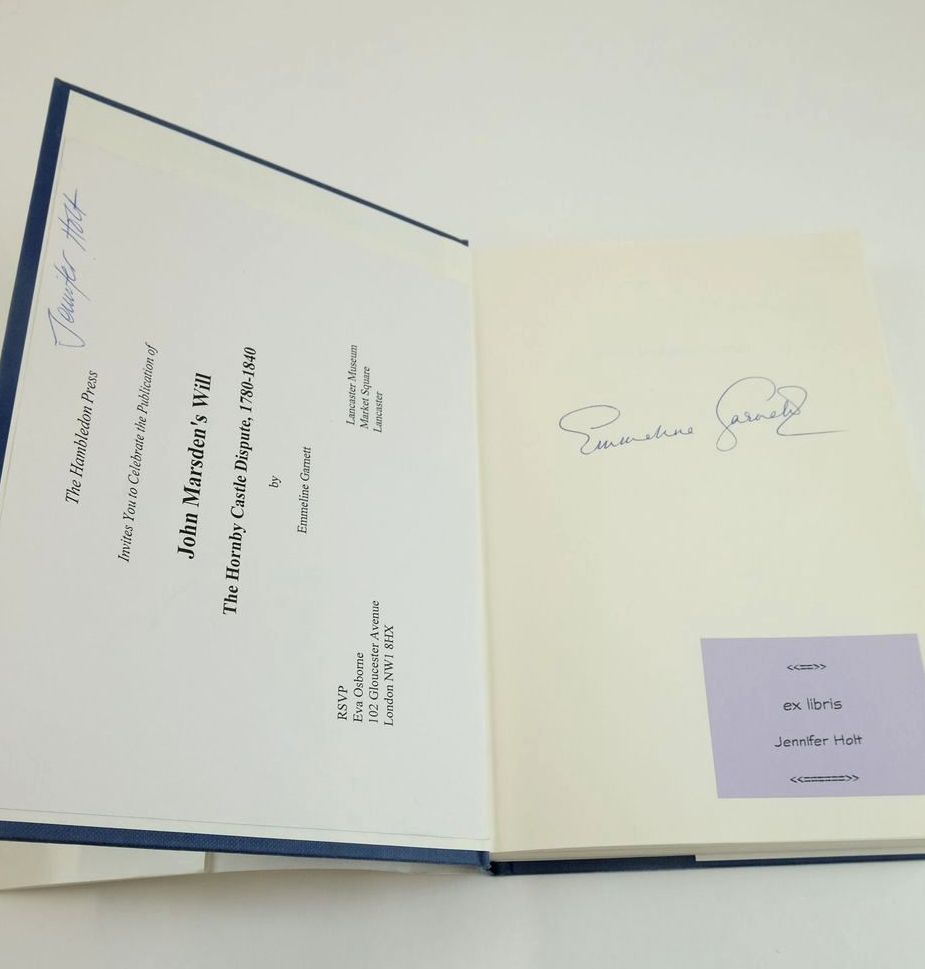 Jennifer Holt
The Hambledon Press
Invites You to Celebrate the Publication of
John Marsden's Will
The Hornby Castle Dispute, 1780-1840
by
Emmeline Garnett
Lancaster Museum
Market Square
Lancaster
RSVP
Eva Osborne
102 Gloucester Avenue
London NW1 8HX
Emmeline Garnett
<<=>>
ex libris
Jennifer Holt
<<=====>>